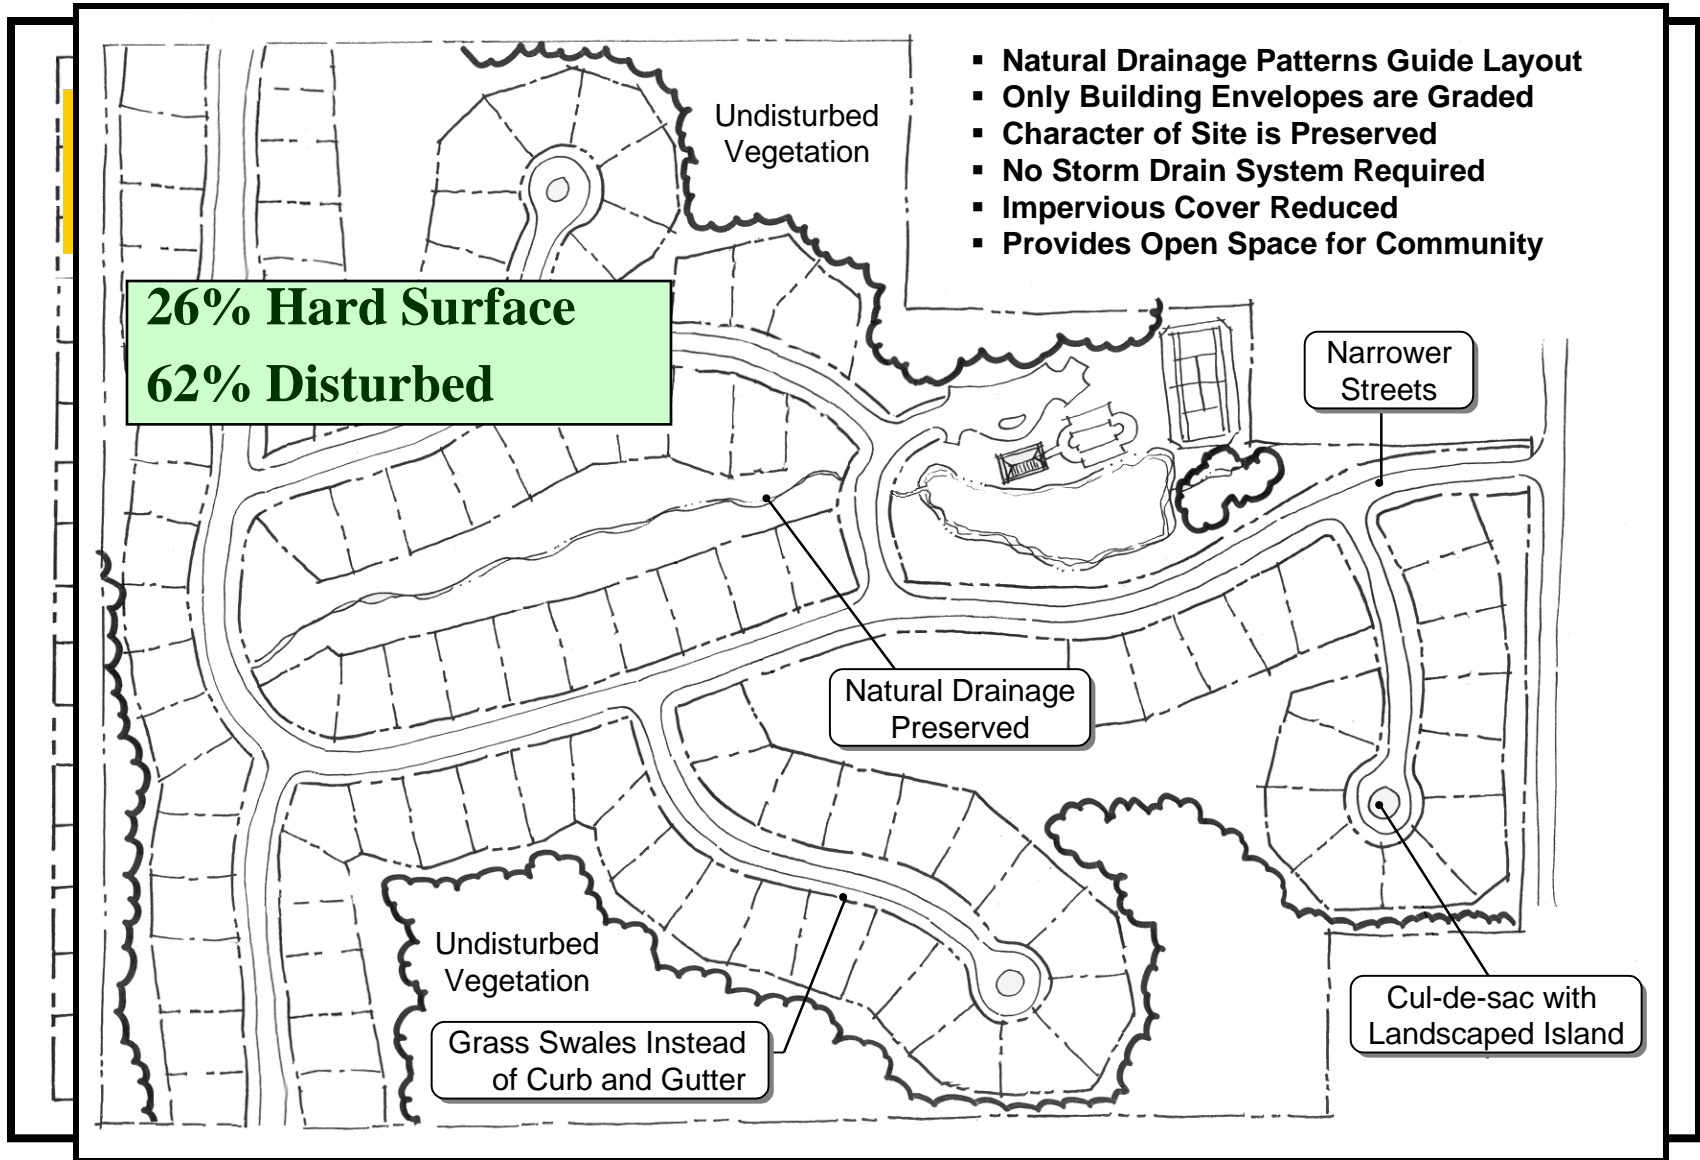 ▪ Natural Drainage Patterns Guide Layout
▪ Only Building Envelopes are Graded
▪ Character of Site is Preserved
▪ No Storm Drain System Required
▪ Impervious Cover Reduced
▪ Provides Open Space for Community
Undisturbed
Vegetation
26% Hard Surface
62% Disturbed
Narrower
Streets
Natural Drainage
Preserved
Undisturbed
Vegetation
Grass Swales Instead
of Curb and Gutter
Cul-de-sac with
Landscaped Island